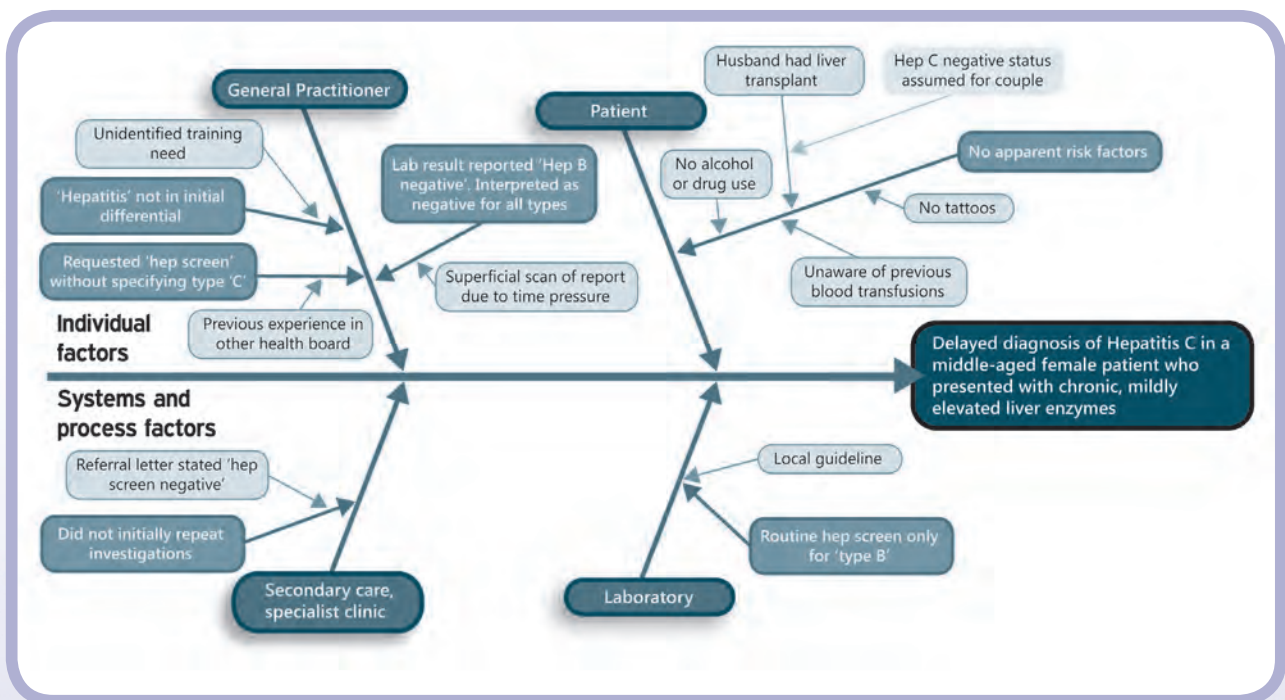 General Practitioner
Unidentified training
need
'Hepatitis' not in initial
differential
Requested 'hep screen'
without specifying type 'C'
Previous experience in
other health board
Lab result reported 'Hep B
negative'. Interpreted as
negative for all types
Superficial scan of report
due to time pressure
Patient
Husband had liver
transplant
Hep C negative status
assumed for couple
No alcohol
or drug use
No apparent risk factors
No tattoos
Unaware of previous
blood transfusions
Individual
factors
Delayed diagnosis of Hepatitis C in a
middle-aged female patient who
presented with chronic, mildly
elevated liver enzymes
Systems and
process factors
Referral letter stated 'hep
screen negative'
Did not initially repeat
investigations
Secondary care,
specialist clinic
Local guideline
Routine hep screen only
for 'type B'
Laboratory